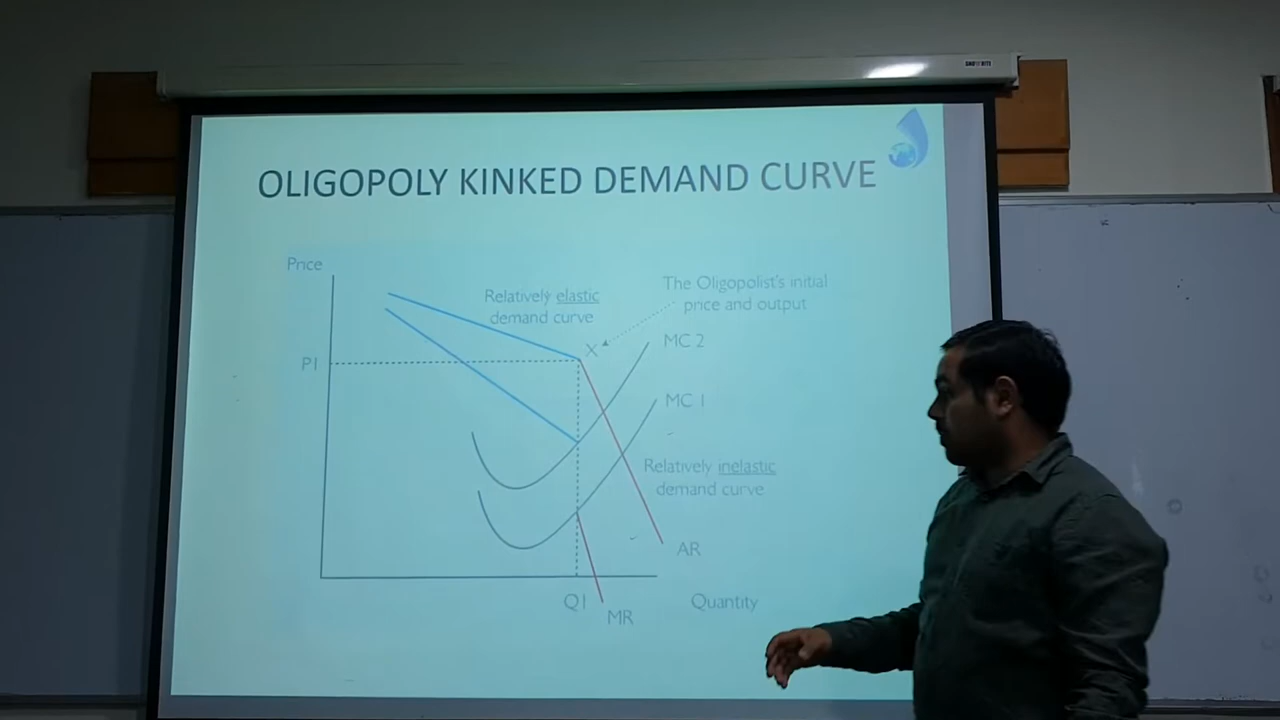 OLIGOPOLY KINKED DEMAND CURVE
Price
Relatively elastic
demand curve
The Oligopolist's initial
price and output
X
MC 2
P1
MC 1
Relatively inelastic
demand curve
AR
Q1
MR
Quantity